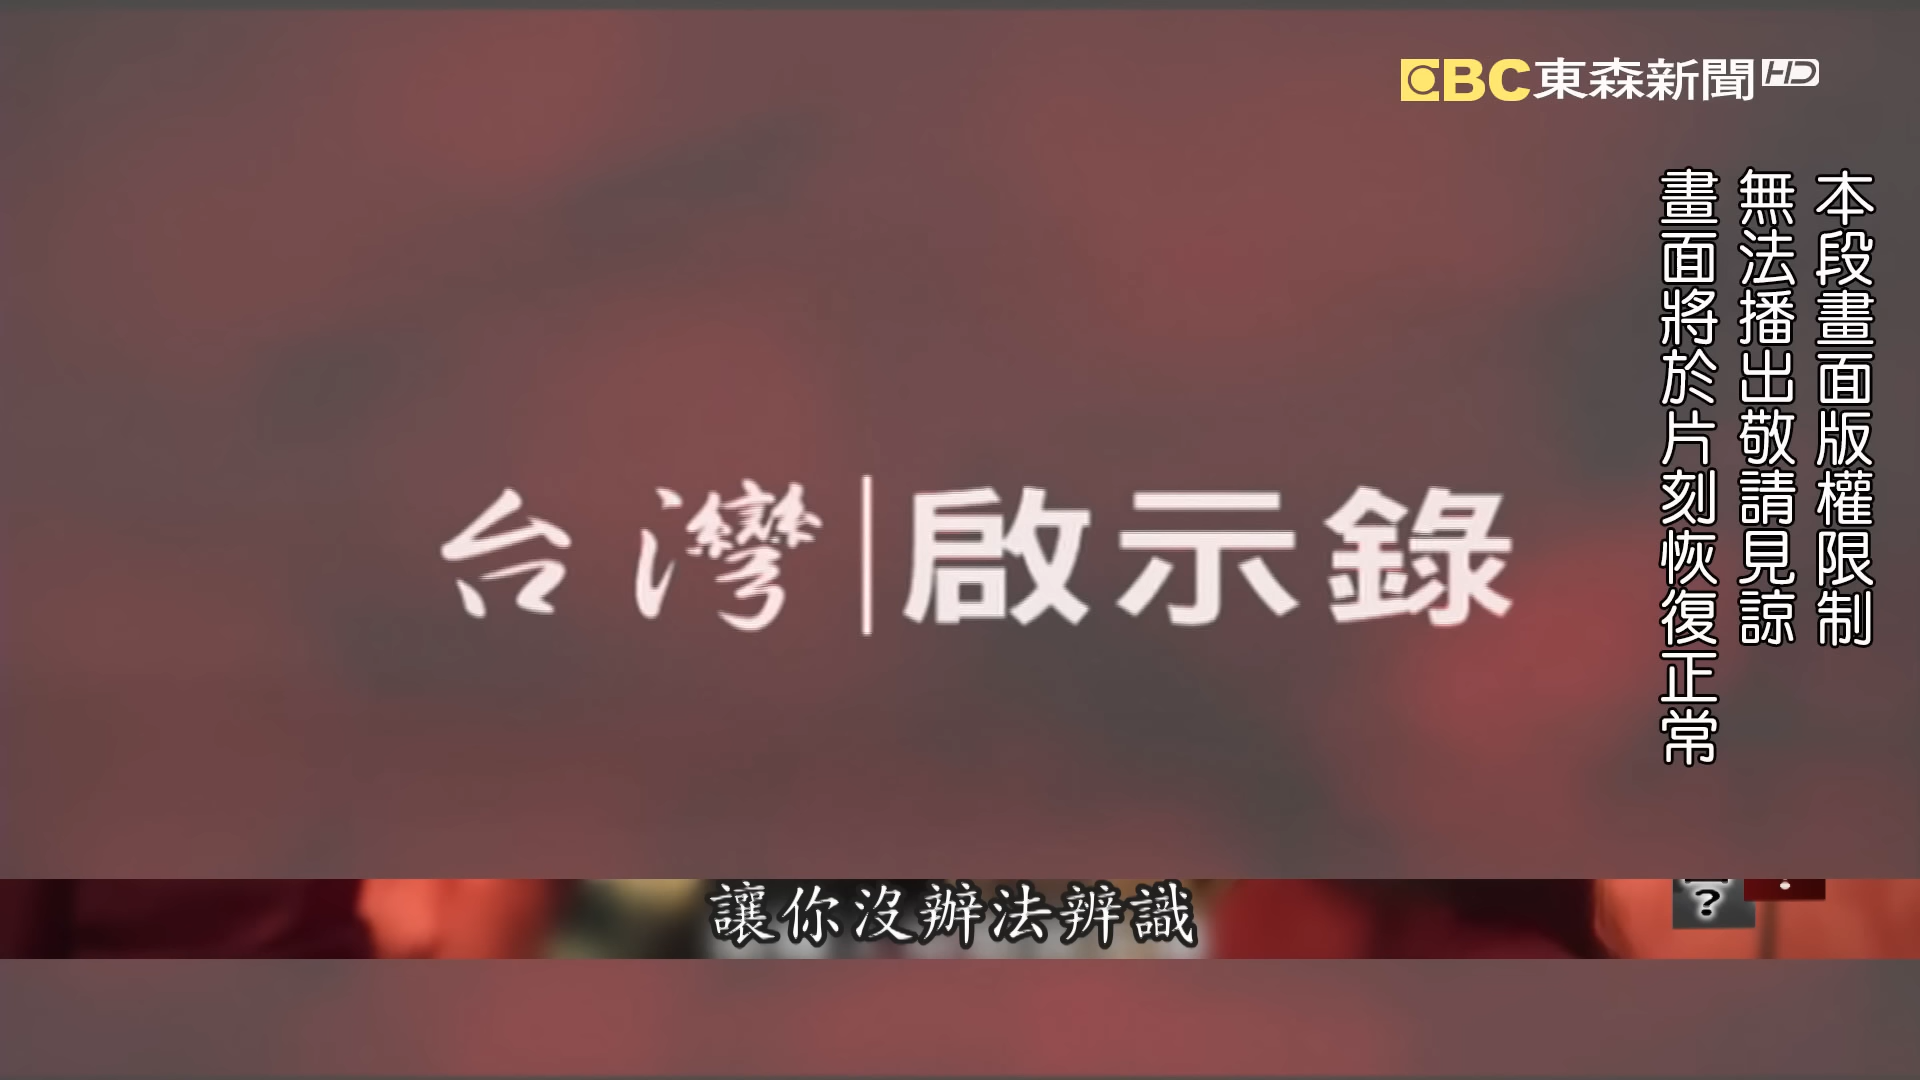 EBC東森新聞HD
本段畫面版權限制
無法播出敬請見諒
畫面將於片刻恢復正常
台灣|啟示錄
讓你沒辦法辨識
?
!